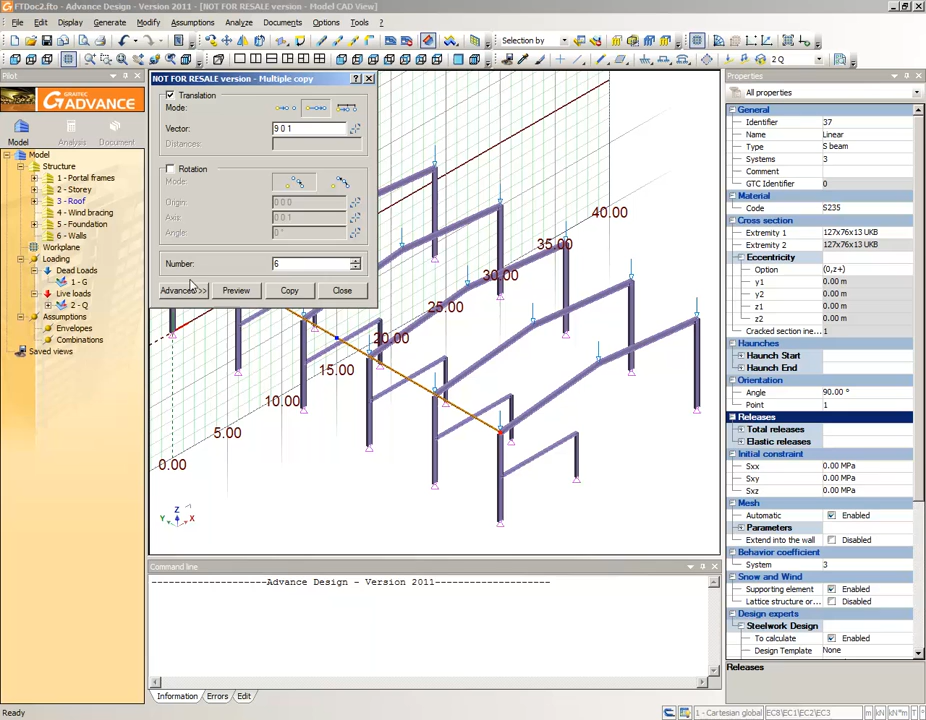 FTDoc2.fto - Advance Design - Version 2011 - [NOT FOR RESALE version - Model CAD View]
File Edit Display Generate Modify Assumptions Analyze Documents Options Tools ?
Selection by
2 Q
Pilot
GRAITEC
ADVANCE
Model Analysis Document
Model
Structure
1 - Portal frames
2 - Storey
3 - Roof
4 - Wind bracing
5 - Foundation
6 - Walls
Workplane
Loading
Dead Loads
1 - G
Live loads
2 - Q
Assumptions
Envelopes
Combinations
Saved views
NOT FOR RESALE version - Multiple copy
Translation
Mode:
Vector: 9 0 1
Distances:
Rotation
Mode:
Origin: 0 0 0
Axis: 0 0 1
Angle: 0 °
Number: 6
Advanced>> Preview Copy Close
40.00
35.00
30.00
25.00
20.00
15.00
10.00
5.00
0.00
Z
Y X
Command line
--------------------Advance Design - Version 2011-------------------
Information Errors Edit
Ready
1 - Cartesian global EC8/EC1/EC2/EC3 m kN kN*m T °
Properties
All properties
General
Identifier 37
Name Linear
Type S beam
Systems 3
Comment
GTC Identifier 0
Material
Code S235
Cross section
Extremity 1 127x76x13 UKB
Extremity 2 127x76x13 UKB
Eccentricity
Option (0,z+)
y1 0.00 m
y2 0.00 m
z1 0.00 m
z2 0.00 m
Cracked section ine... 1
Haunches
Haunch Start
Haunch End
Orientation
Angle 90.00 °
Point 1
Releases
Total releases
Elastic releases
Initial constraint
Sxx 0.00 MPa
Sxy 0.00 MPa
Sxz 0.00 MPa
Mesh
Automatic Enabled
Parameters
Extend into the wall Disabled
Behavior coefficient
System 3
Snow and Wind
Supporting element Enabled
Lattice structure or... Disabled
Design experts
Steelwork Design
To calculate Enabled
Design Template None
Releases